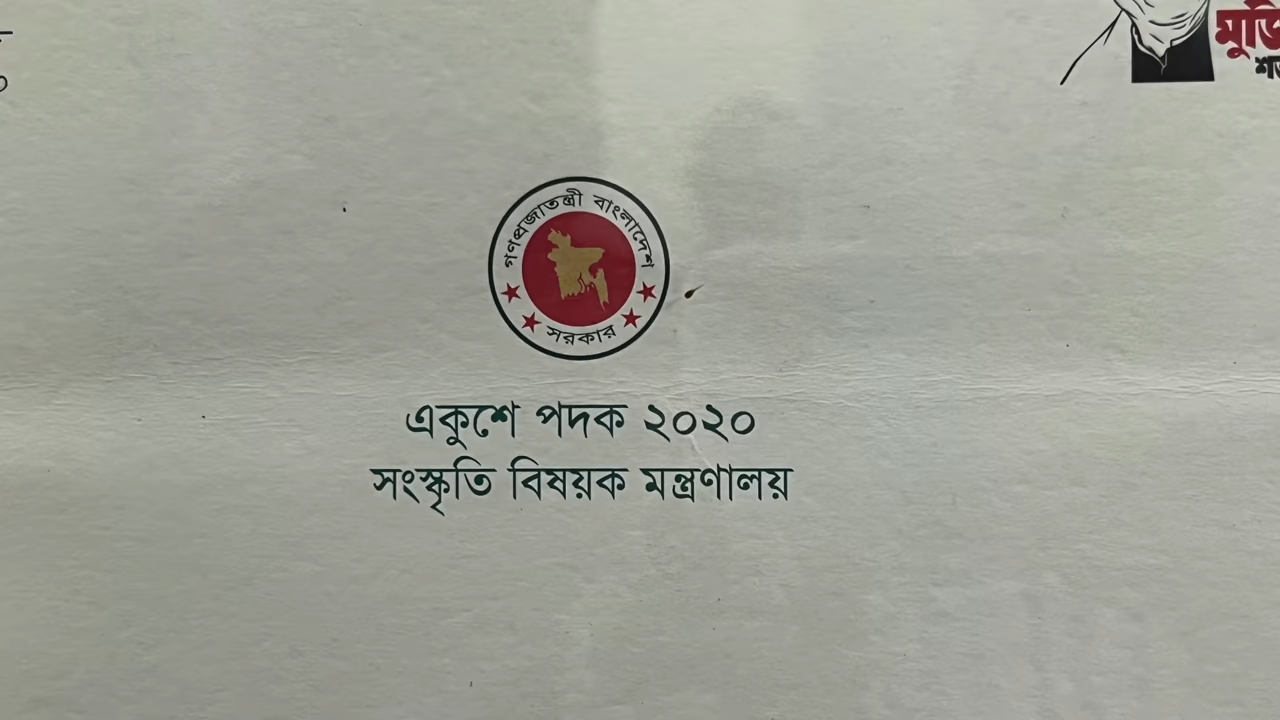 গণপ্রজাতন্ত্রী বাংলাদেশ
সরকার
একুশে পদক ২০২০
সংস্কৃতি বিষয়ক মন্ত্রণালয়